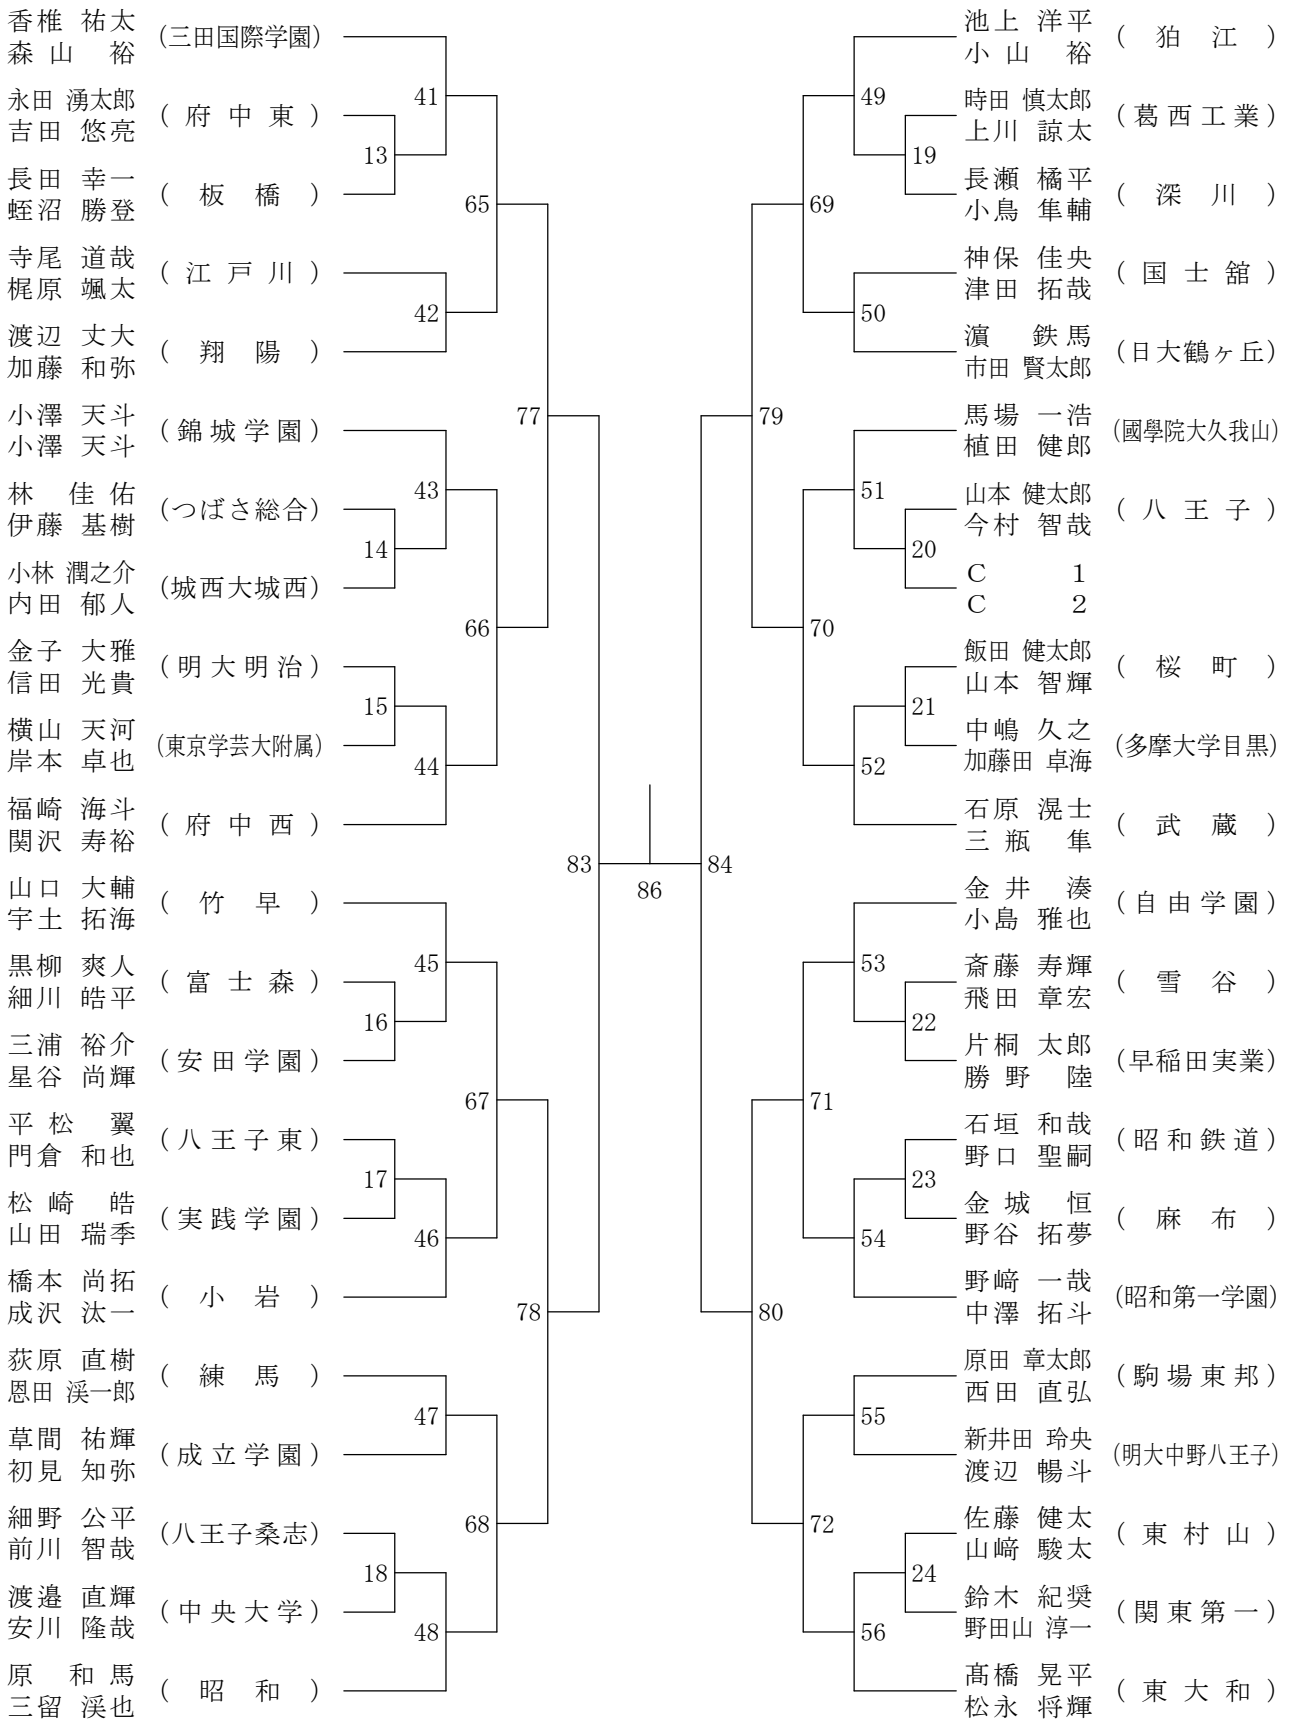 香椎 祐太
森山 裕
(三田国際学園)
永田 湧太郎
吉田 悠亮
(府中東)
長田 幸一
蛭沼 勝登
(板橋)
寺尾 道哉
梶原 颯太
(江戸川)
渡辺 丈大
加藤 和弥
(翔陽)
小澤 天斗
小澤 天斗
(錦城学園)
林 佳佑
伊藤 基樹
(つばさ総合)
小林 潤之介
内田 郁人
(城西大城西)
金子 大雅
信田 光貴
(明大明治)
横山 天河
岸本 卓也
(東京学芸大附属)
福崎 海斗
関沢 寿裕
(府中西)
山口 大輔
宇土 拓海
(竹早)
黒柳 爽人
細川 皓平
(富士森)
三浦 裕介
星谷 尚輝
(安田学園)
平松 翼
門倉 和也
(八王子東)
松崎 皓
山田 瑞季
(実践学園)
橋本 尚拓
成沢 汰一
(小岩)
荻原 直樹
恩田 渓一郎
(練馬)
草間 祐輝
初見 知弥
(成立学園)
細野 公平
前川 智哉
(八王子桑志)
渡邉 直輝
安川 隆哉
(中央大学)
原 和馬
三留 渓也
(昭和)
13
14
15
16
17
18
41
42
43
44
45
46
47
48
65
66
67
68
77
78
83
86
84
79
80
69
70
71
72
49
50
51
52
53
54
55
56
19
20
21
22
23
24
池上 洋平
小山 裕
(狛江)
時田 慎太郎
上川 諒太
(葛西工業)
長瀬 橘平
小鳥 隼輔
(深川)
神保 佳央
津田 拓哉
(国士舘)
濵 鉄馬
市田 賢太郎
(日大鶴ヶ丘)
馬場 一浩
植田 健郎
(國學院大久我山)
山本 健太郎
今村 智哉
(八王子)
C 1
C 2
飯田 健太郎
山本 智輝
(桜町)
中嶋 久之
加藤田 卓海
(多摩大学目黒)
石原 滉士
三瓶 隼
(武蔵)
金井 湊
小島 雅也
(自由学園)
斎藤 寿輝
飛田 章宏
(雪谷)
片桐 太郎
勝野 陸
(早稲田実業)
石垣 和哉
野口 聖嗣
(昭和鉄道)
金城 恒
野谷 拓夢
(麻布)
野﨑 一哉
中澤 拓斗
(昭和第一学園)
原田 章太郎
西田 直弘
(駒場東邦)
新井田 玲央
渡辺 暢斗
(明大中野八王子)
佐藤 健太
山﨑 駿太
(東村山)
鈴木 紀奨
野田山 淳一
(関東第一)
髙橋 晃平
松永 将輝
(東大和)